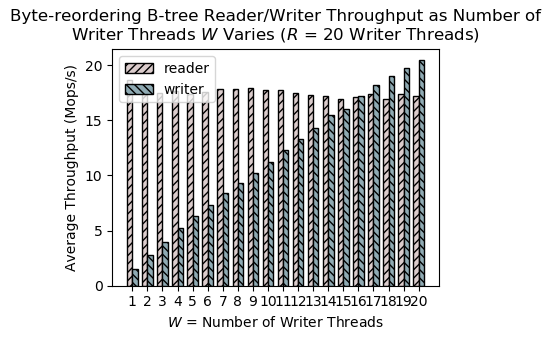 Byte-reordering B-tree Reader/Writer Throughput as Number of
Writer Threads W Varies (R = 20 Writer Threads)
Average Throughput (Mops/s)
20
15
10
5
0
reader
writer
1 2 3 4 5 6 7 8 9 10 11 12 13 14 15 16 17 18 19 20
W = Number of Writer Threads